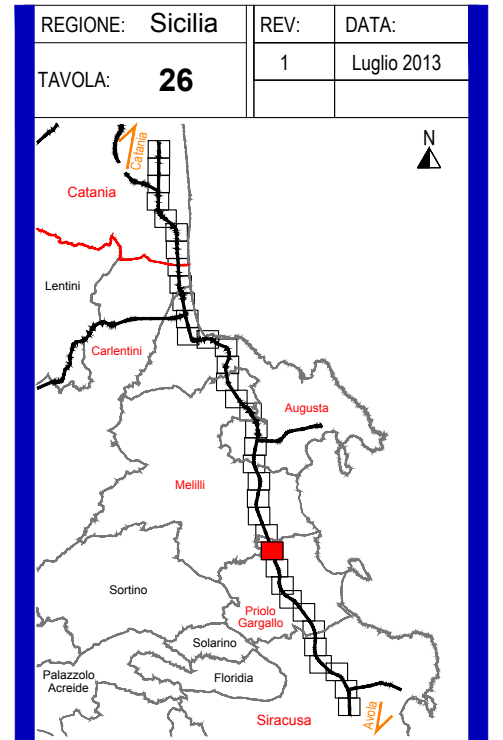 REGIONE: Sicilia
REV:
DATA:
TAVOLA: 26
1
Luglio 2013
Catania
N
Catania
Lentini
Carlentini
Augusta
Melilli
Sortino
Priolo
Gargallo
Solarino
Palazzolo
Acreide
Floridia
Siracusa
Avola